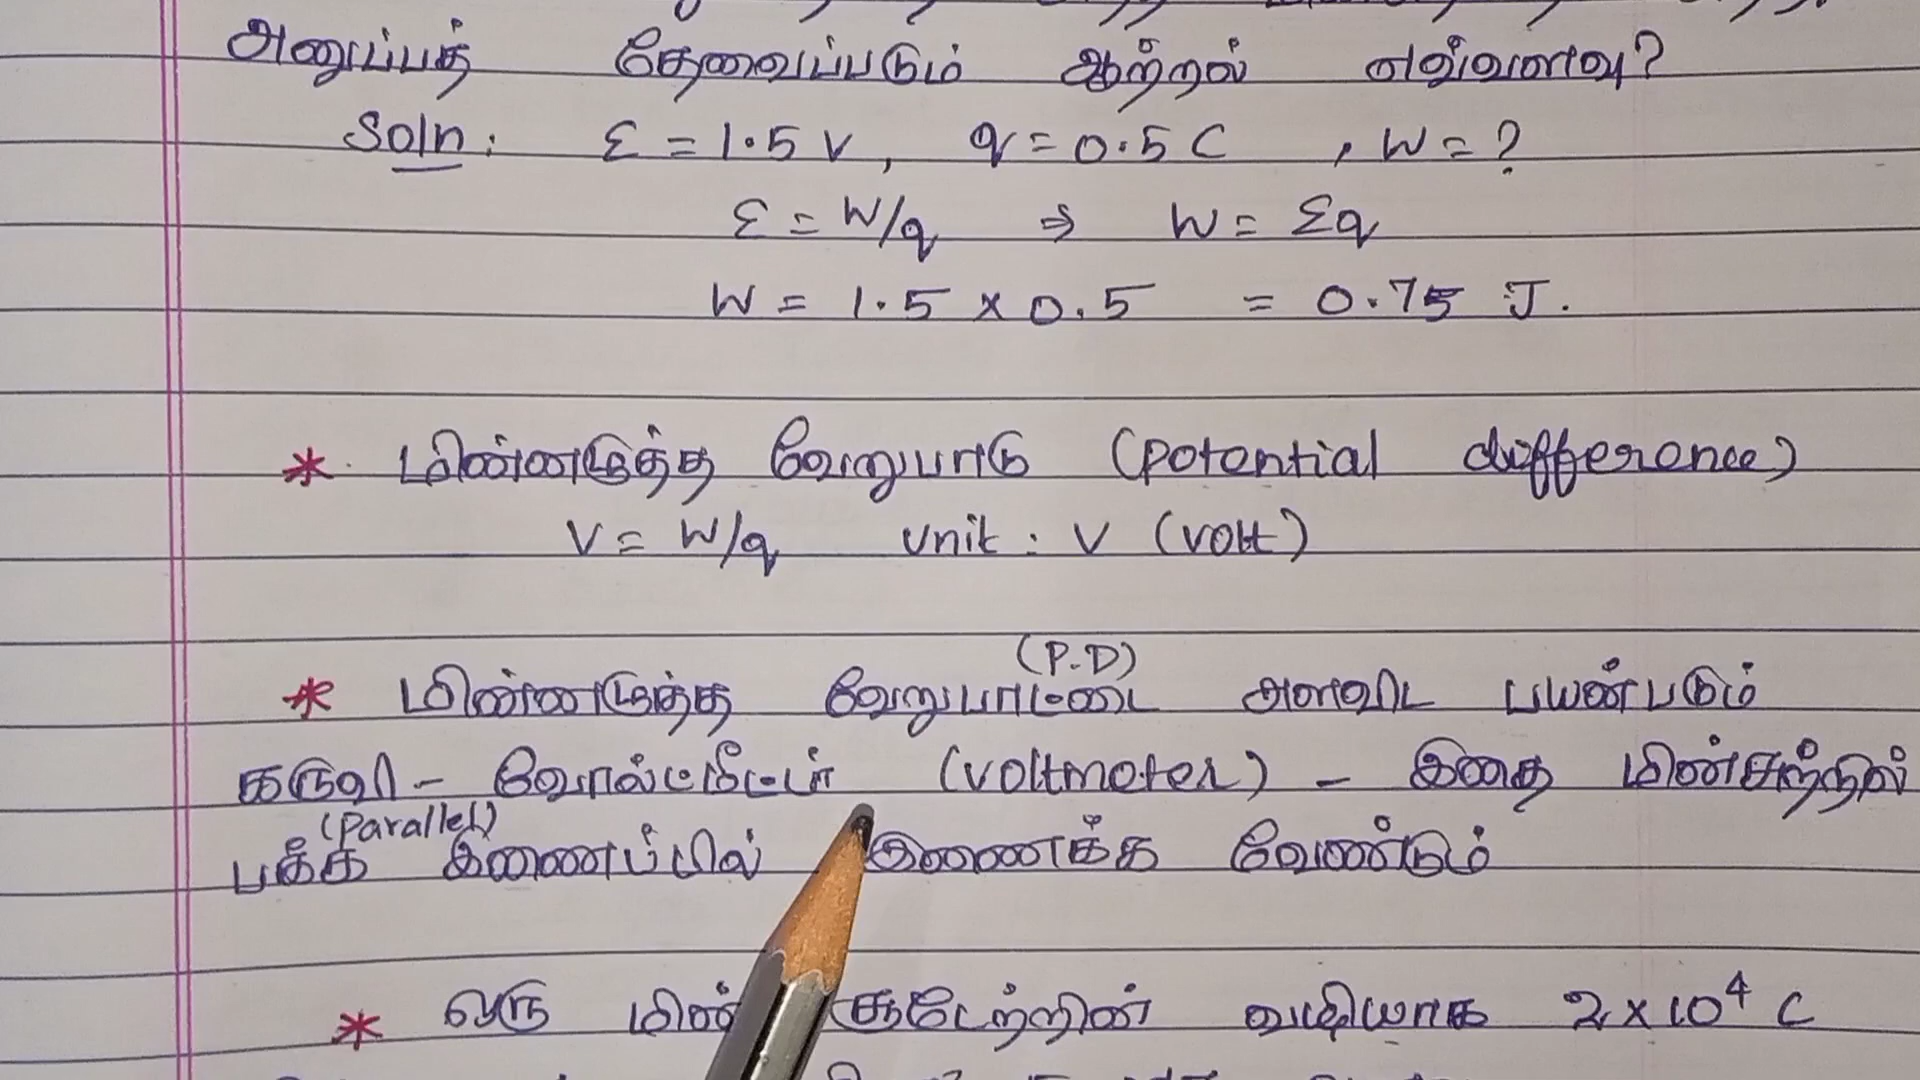 அனுப்பத் தேவைப்படும் ஆற்றல் எவ்வளவு?
Soln: ε = 1.5 V, q = 0.5 C , W = ?
ε = W/q ⇒ W = εq
W = 1.5 × 0.5 = 0.75 J.
* மின்னழுத்த வேறுபாடு (Potential difference)
V = W/q Unit : V (Volt)
(P.D)
* மின்னழுத்த வேறுபாட்டை அளவிட பயன்படும்
கருவி - வோல்ட்மீட்டர் (Voltmeter) - இதை மின்சுற்றில்
(Parallel)
பக்க இணைப்பில் இணைக்க வேண்டும்
* ஒரு மின் சூடேற்றின் வழியாக 2 × 10⁴ C